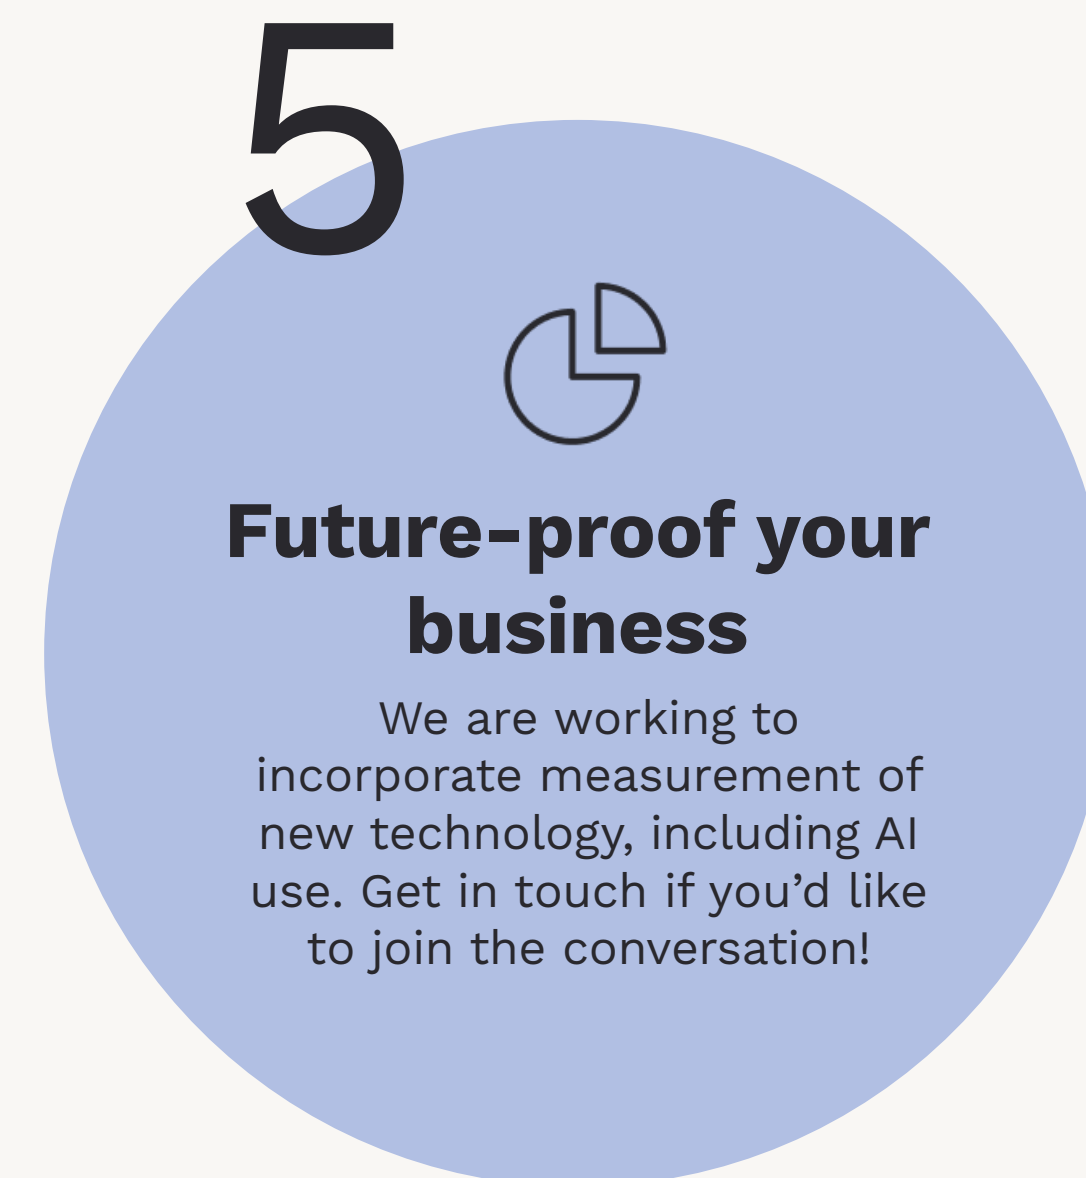 5
Future-proof your
business
We are working to
incorporate measurement of
new technology, including AI
use. Get in touch if you’d like
to join the conversation!